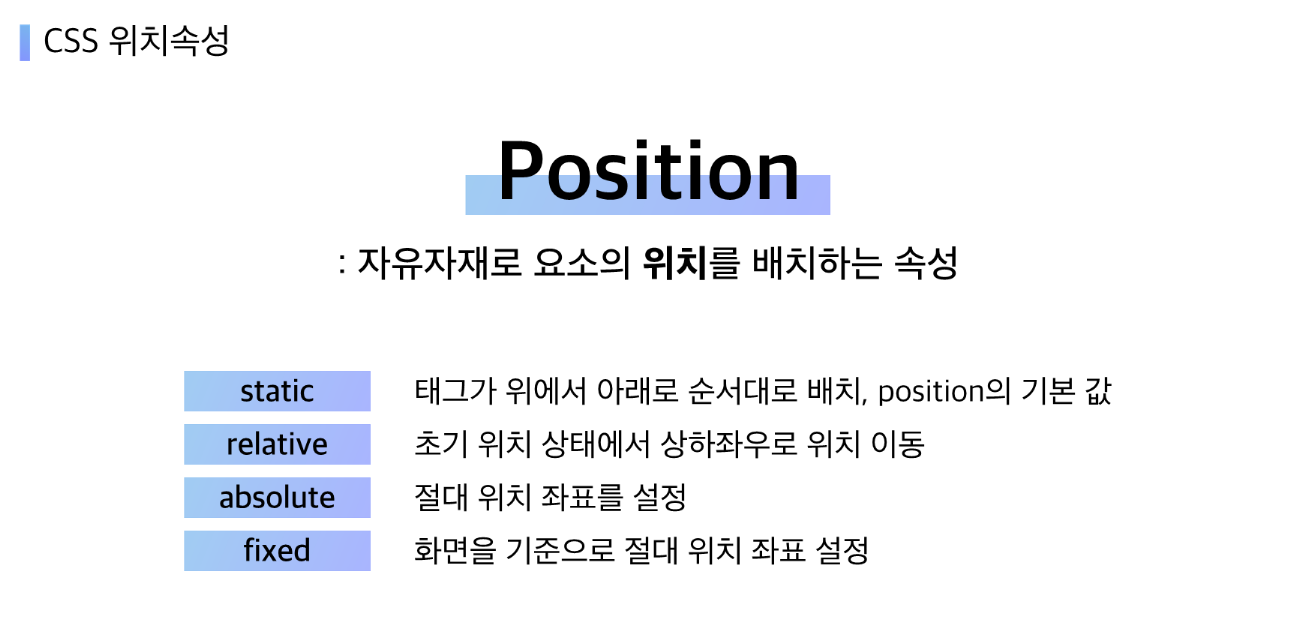 CSS 위치속성
Position
: 자유자재로 요소의 위치를 배치하는 속성
static 태그가 위에서 아래로 순서대로 배치, position의 기본 값
relative 초기 위치 상태에서 상하좌우로 위치 이동
absolute 절대 위치 좌표를 설정
fixed 화면을 기준으로 절대 위치 좌표 설정